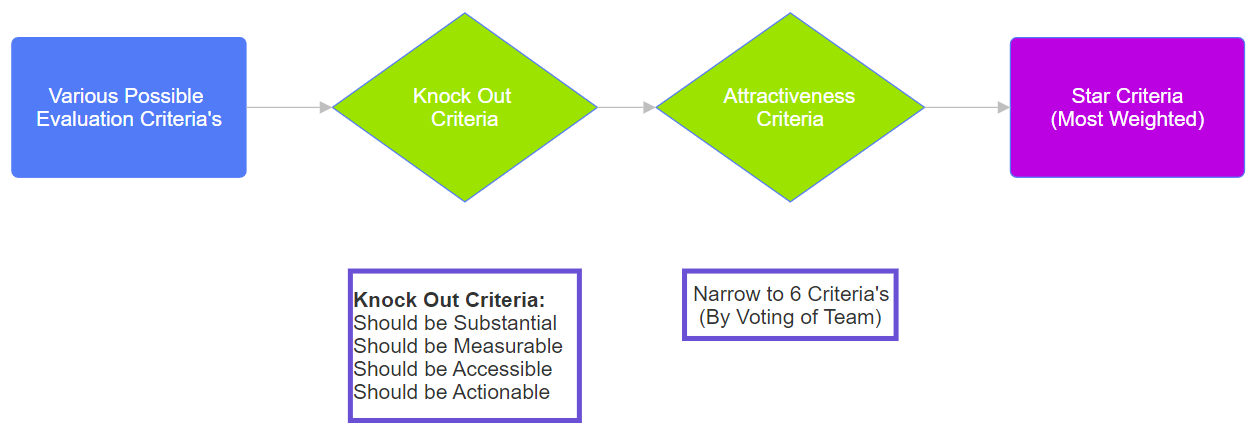 Various Possible
Evaluation Criteria's
Knock Out
Criteria
Attractiveness
Criteria
Star Criteria
(Most Weighted)
Knock Out Criteria:
Should be Substantial
Should be Measurable
Should be Accessible
Should be Actionable
Narrow to 6 Criteria's
(By Voting of Team)